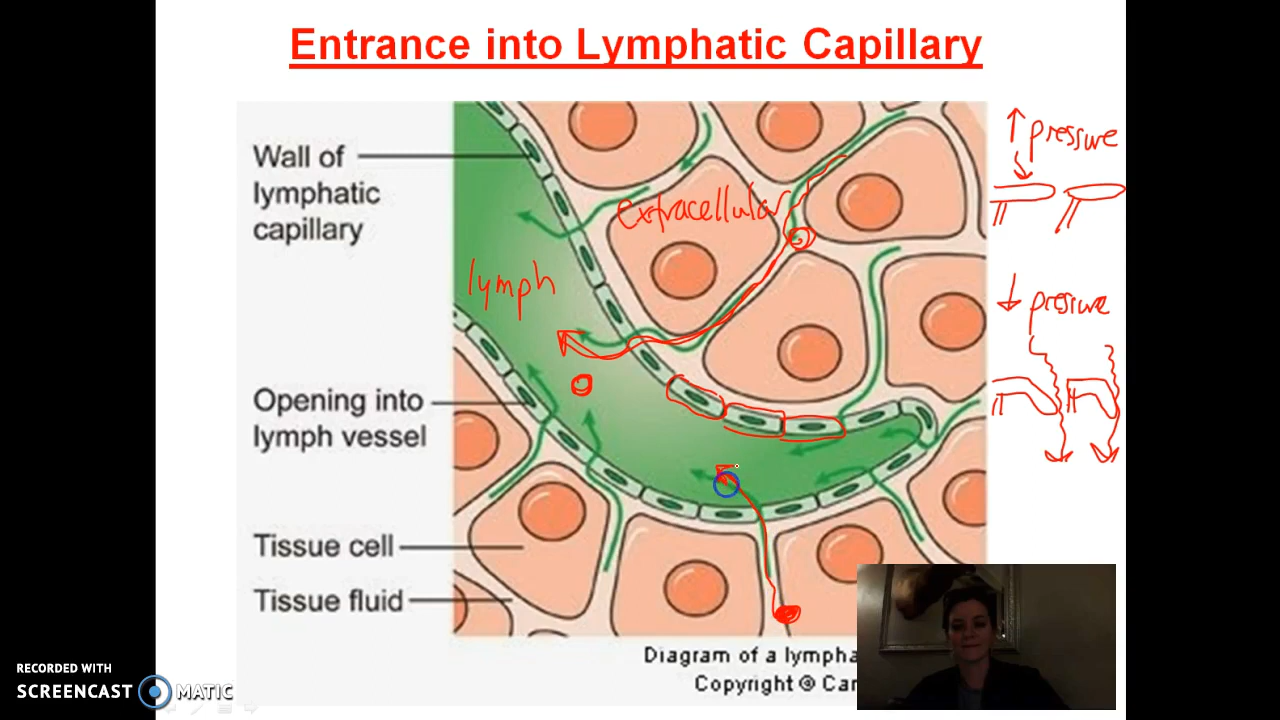 Entrance into Lymphatic Capillary
Wall of
lymphatic
capillary
Opening into
lymph vessel
Tissue cell
Tissue fluid
extracellular
lymph
↑ pressure
↓ pressure
Diagram of a lympha
Copyright © Car
RECORDED WITH
SCREENCAST MATIC